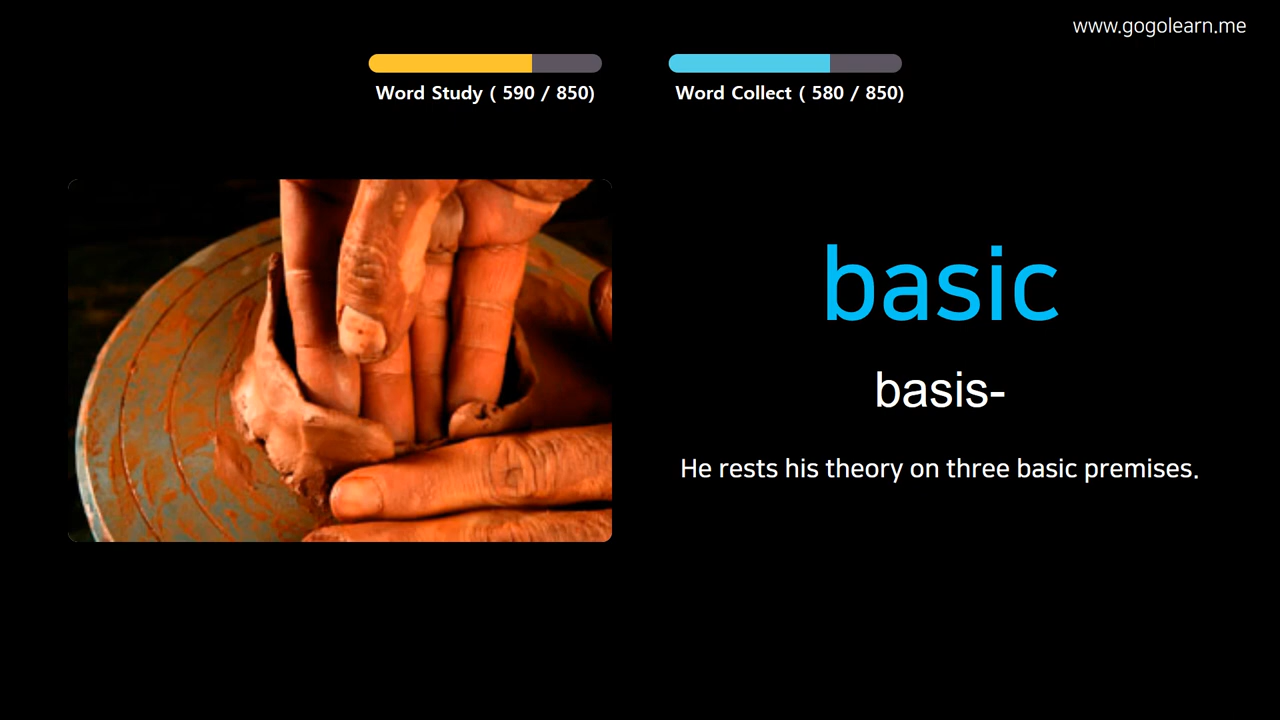 www.gogolearn.me
Word Study ( 590 / 850)
Word Collect ( 580 / 850)
basic
basis-
He rests his theory on three basic premises.